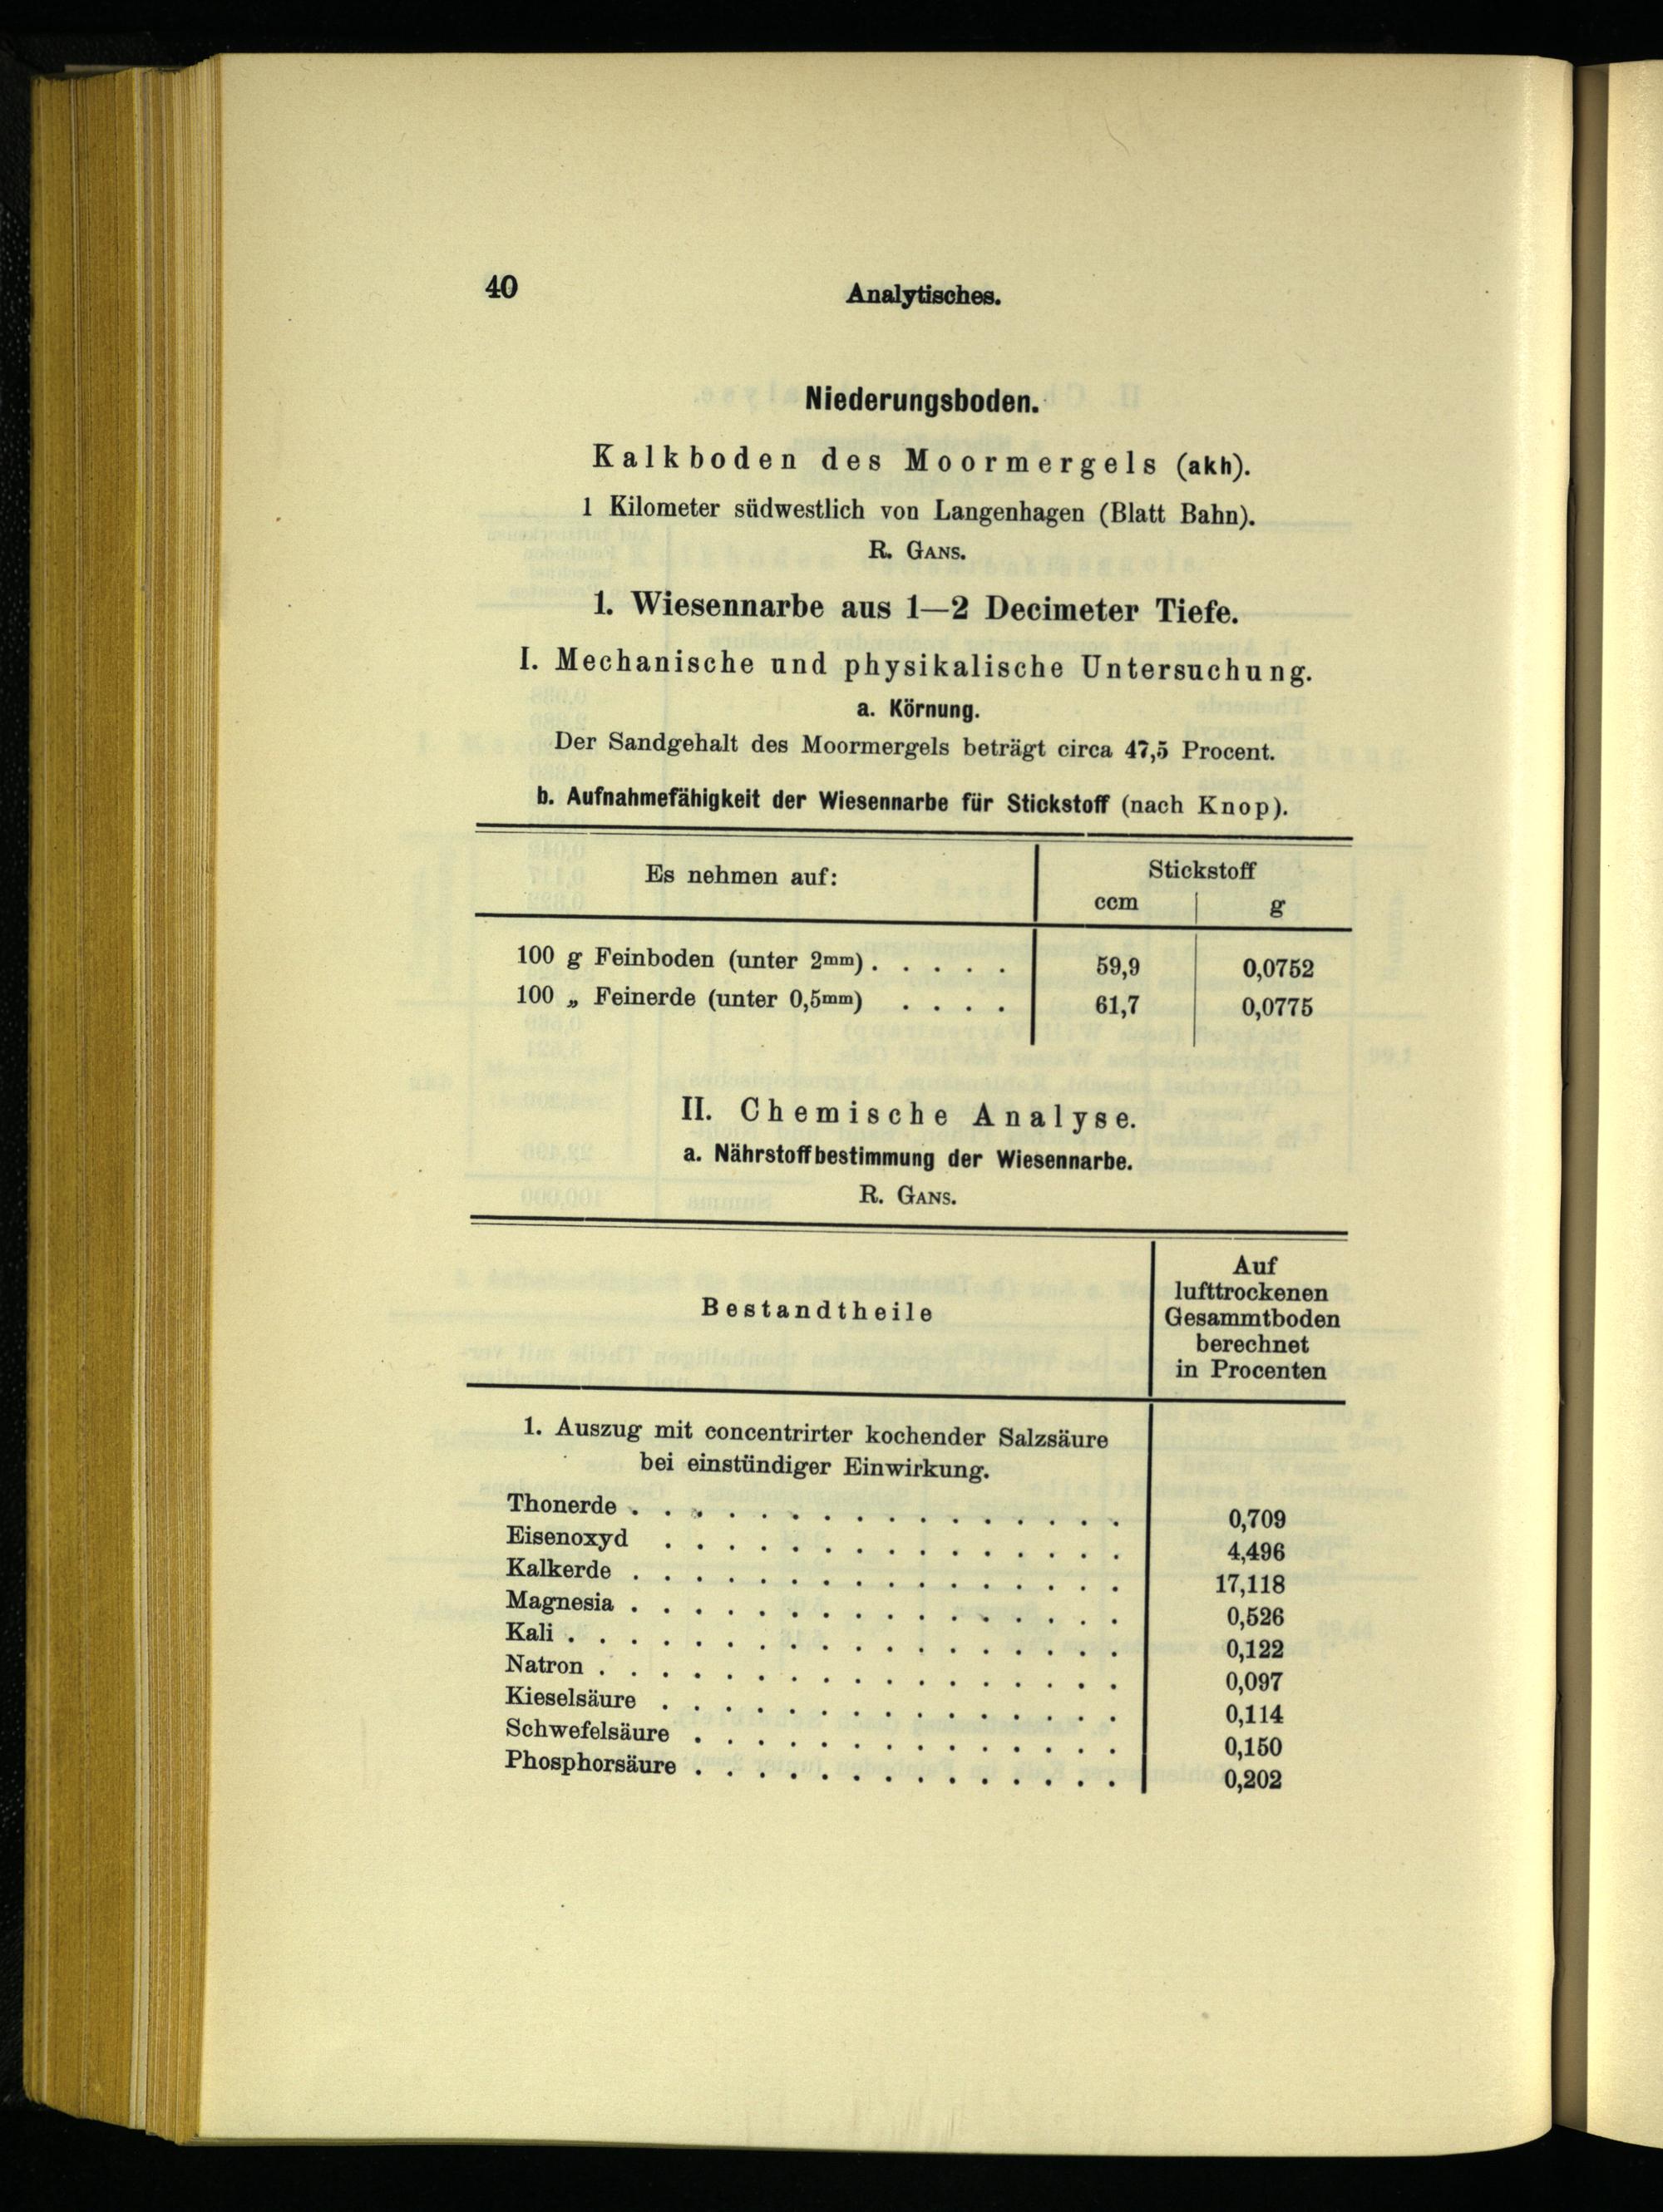 40
Analytisches.
Niederungsboden.
Kalkboden des Moormergels (akh).
1 Kilometer südwestlich von Langenhagen (Blatt Bahn).
R. GANS.
1. Wiesennarbe aus 1—2 Decimeter Tiefe.
I. Mechanische und physikalische Untersuchung.
a. Körnung.
Der Sandgehalt des Moormergels beträgt circa 47,5 Procent.
b. Aufnahmefähigkeit der Wiesennarbe für Stickstoff (nach Knop).
Es nehmen auf: Stickstoff
ccm g
100 g Feinboden (unter 2mm) . . . . . 59,9 0,0752
100 „ Feinerde (unter 0,5mm) . . . . 61,7 0,0775
II. Chemische Analyse.
a. Nährstoffbestimmung der Wiesennarbe.
R. GANS.
Bestandtheile
Auf
lufttrockenen
Gesammtboden
berechnet
in Procenten
1. Auszug mit concentrirter kochender Salzsäure
bei einstündiger Einwirkung.
Thonerde . . . . . . . . . . . . . . . . 0,709
Eisenoxyd . . . . . . . . . . . . . . . 4,496
Kalkerde . . . . . . . . . . . . . . . . 17,118
Magnesia . . . . . . . . . . . . . . . . 0,526
Kali . . . . . . . . . . . . . . . . . . 0,122
Natron . . . . . . . . . . . . . . . . . 0,097
Kieselsäure . . . . . . . . . . . . . . . 0,114
Schwefelsäure . . . . . . . . . . . . . . 0,150
Phosphorsäure . . . . . . . . . . . . . . 0,202